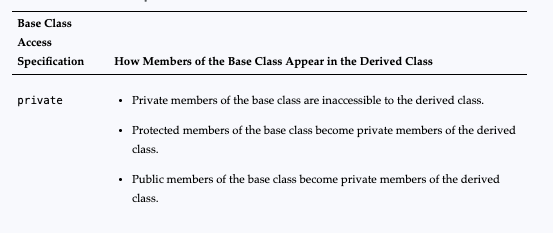 Base Class
Access
Specification How Members of the Base Class Appear in the Derived Class
private • Private members of the base class are inaccessible to the derived class.
• Protected members of the base class become private members of the derived
class.
• Public members of the base class become private members of the derived
class.